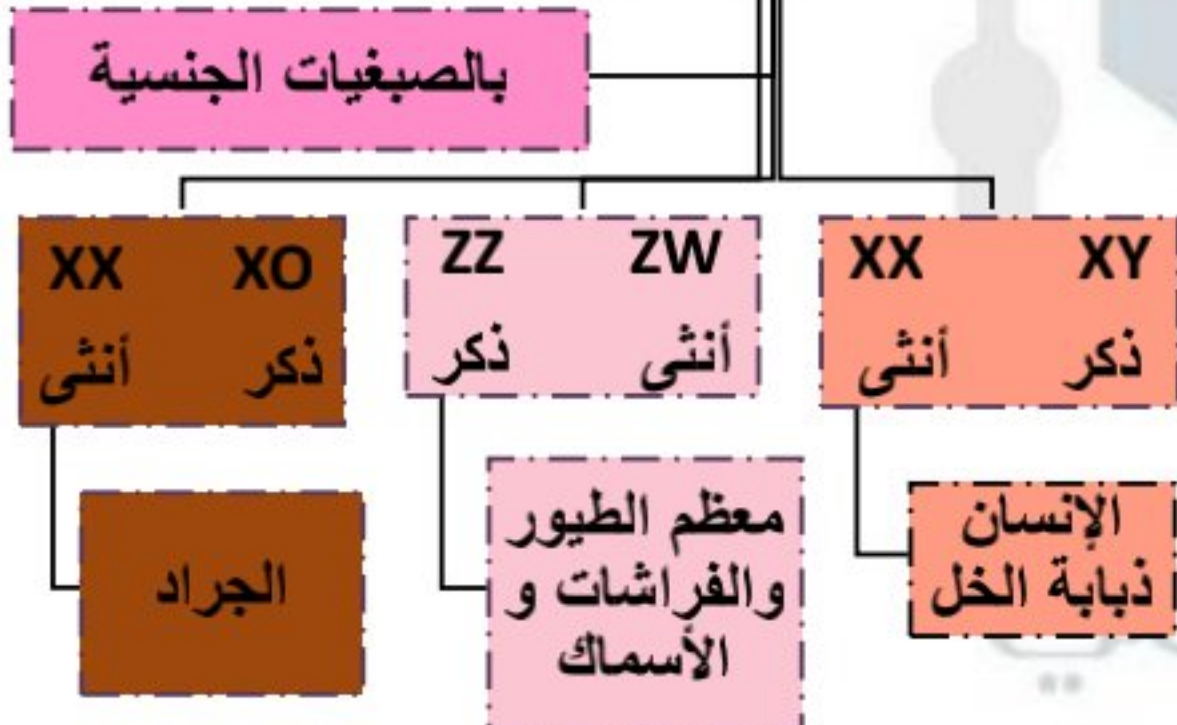 بالصبغيات الجنسية
XX XY
أنثى ذكر
الإنسان
ذبابة الخل
ZZ ZW
ذكر أنثى
معظم الطيور
والفراشات و
الأسماك
XX XO
أنثى ذكر
الجراد